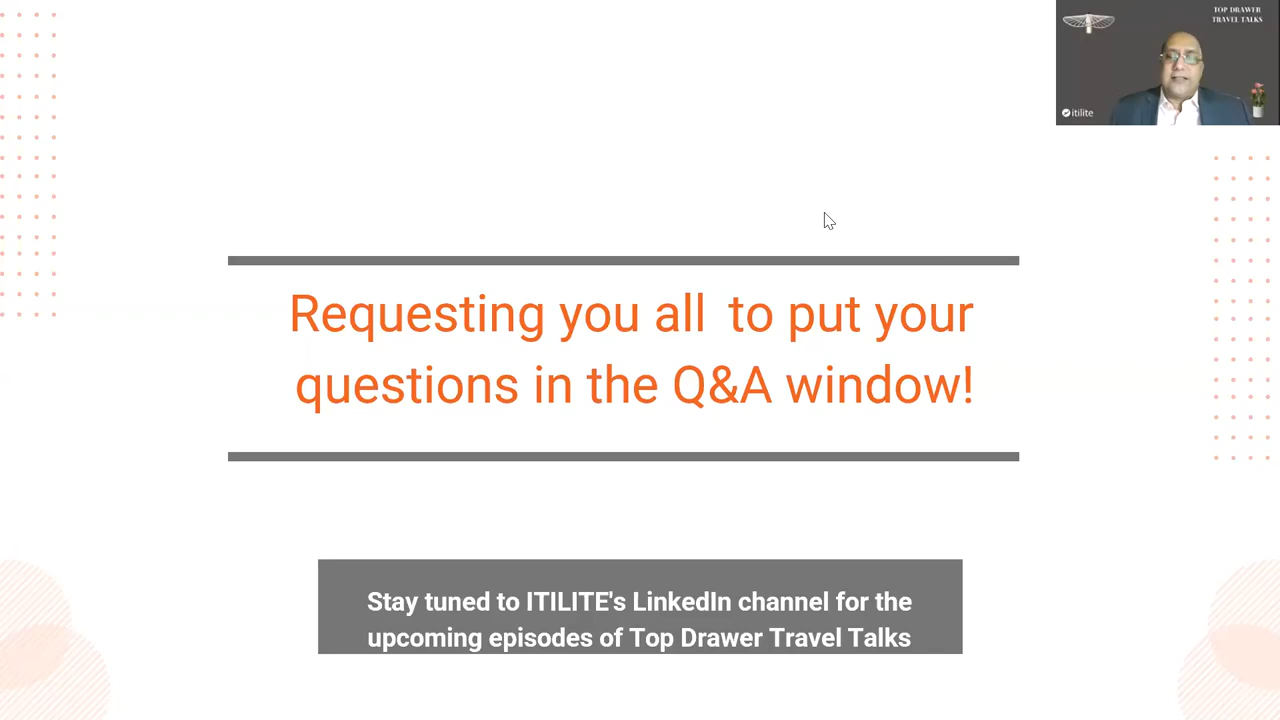 TOP DRAWER
TRAVEL TALKS
itilite
Requesting you all to put your
questions in the Q&A window!
Stay tuned to ITILITE's LinkedIn channel for the
upcoming episodes of Top Drawer Travel Talks